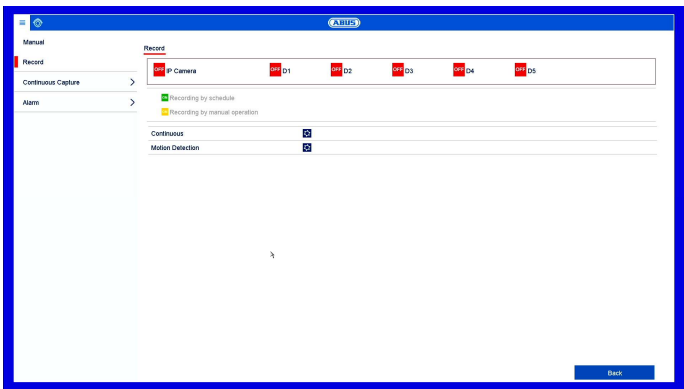 ABUS
Manual
Record
Continuous Capture
Alarm
Record
OFF IP Camera OFF D1 OFF D2 OFF D3 OFF D4 OFF D5
ON Recording by schedule
Recording by manual operation
Continuous
Motion Detection
Back